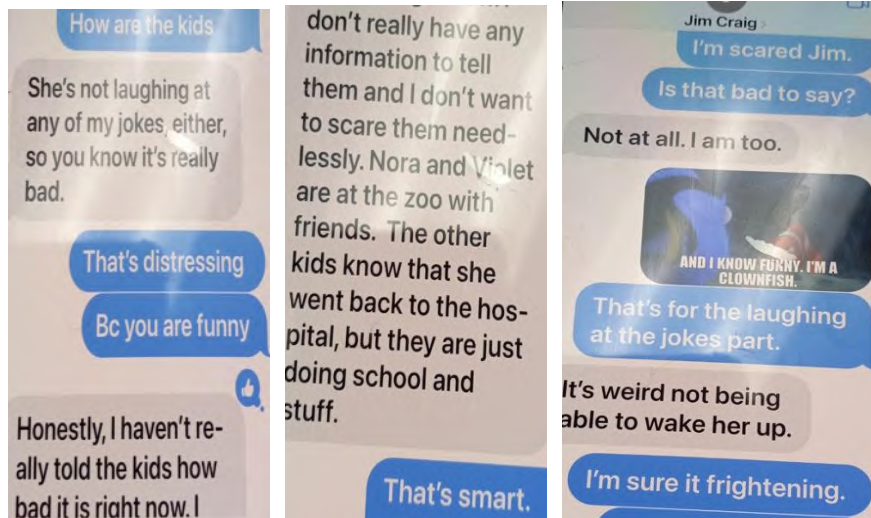 How are the kids
She's not laughing at
any of my jokes, either,
so you know it's really
bad.
That's distressing
Bc you are funny
Honestly, I haven't re-
ally told the kids how
bad it is right now. I
don't really have any
information to tell
them and I don't want
to scare them need-
lessly. Nora and Violet
are at the zoo with
friends. The other
kids know that she
went back to the hos-
pital, but they are just
doing school and
stuff.
That's smart.
Jim Craig >
I'm scared Jim.
Is that bad to say?
Not at all. I am too.
AND I KNOW FUNNY. I'M A
CLOWNFISH.
That's for the laughing
at the jokes part.
It's weird not being
able to wake her up.
I'm sure it frightening.